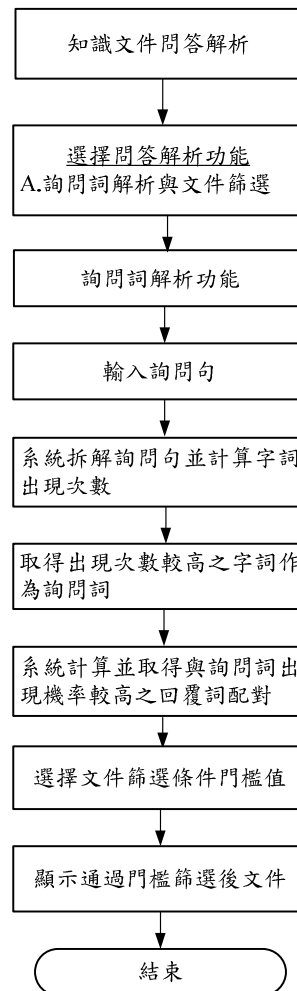 知識文件問答解析
選擇問答解析功能
A.詢問詞解析與文件篩選
詢問詞解析功能
輸入詢問句
系統拆解詢問句並計算字詞
出現次數
取得出現次數較高之字詞作
為詢問詞
系統計算並取得與詢問詞出
現機率較高之回覆詞配對
選擇文件篩選條件門檻值
顯示通過門檻篩選後文件
結束